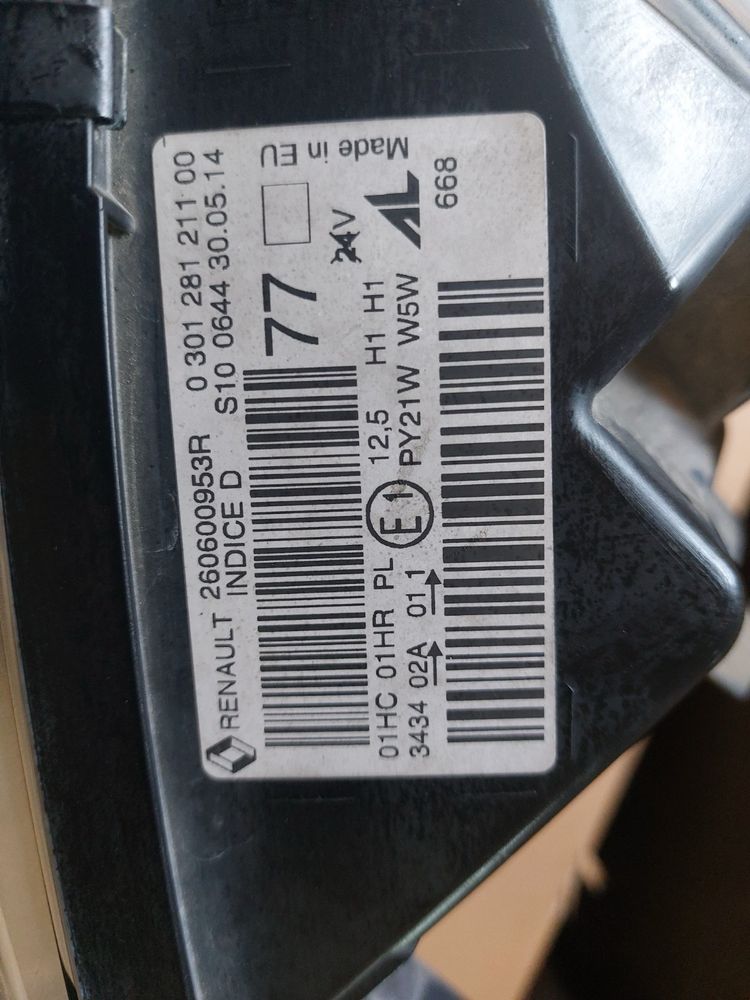 RENAULT 260600953R 0 301 281 211 00
INDICE D S10 0644 30.05.14
77
24V
Made in EU
01HC 01HR PL 12,5 H1 H1
AL
3434 02A 01 1 E1 PY21W W5W
668